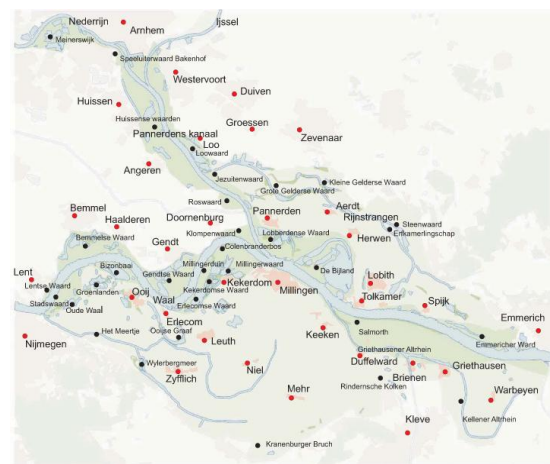 Nederrijn
Arnhem
Ijssel
Meinerswijk
Speeluiterwaard Bakenhof
Westervoort
Duiven
Huissen
Huissense waarden
Groessen
Pannerdens kanaal
Zevenaar
Loo
Loowaard
Angeren
Jezuitenwaard
Kleine Gelderse Waard
Grote Gelderse Waard
Roswaard
Bemmel
Haalderen
Doornenburg
Pannerden
Aerdt
Rijnstrangen
Steenwaard
Erfkamerlingschap
Klompenwaard
Herwen
Bemmelse Waard
Gendt
Lobberdense Waard
Colenbranderbos
Lent
Bizonbaai
Millingerduin
Millingerwaard
De Bijland
Lobith
Gendtse Waard
Lentse Waard
Groenlanden
Kekerdomse Waard
Kekerdom
Millingen
Stadswaard
Ooij
Waal
Erlecomse Waard
Tolkamer
Spijk
Oude Waal
Erlecom
Emmerich
Nijmegen
Het Meertje
Ooijse Graaf
Leuth
Keeken
Salmorth
Emmericher Ward
Griethausener Altrhein
Wylerbergmeer
Zyfflich
Niel
Duffelward
Brienen
Griethausen
Rindernsche Kolken
Mehr
Warbeyen
Kellener Altrhein
Kleve
Kranenburger Bruch